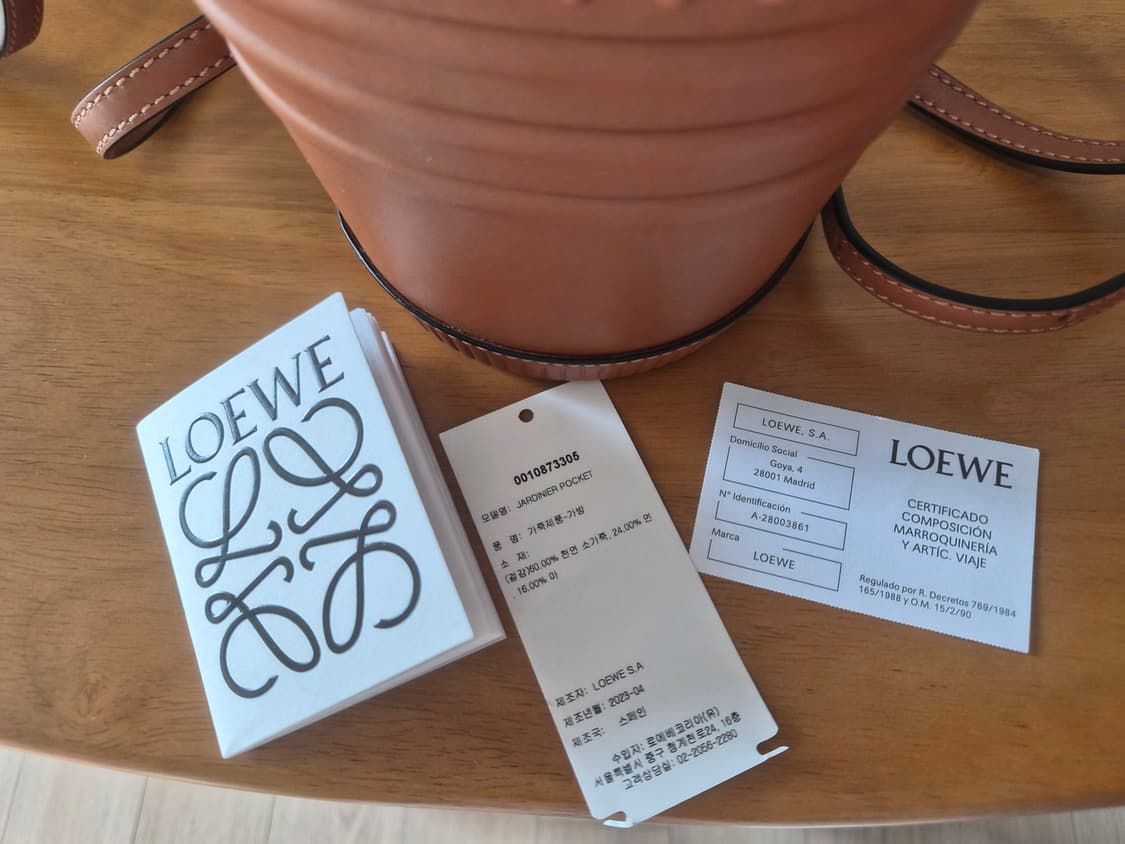 LOEWE
0010873305
모델명: JARDINIER POCKET
품 명: 가죽제품-가방
소 재:
(겉감)60.00% 천연 소가죽, 24.00% 면
, 16.00% 마
제조자: LOEWE S.A
제조년월: 2023-04
제조국: 스페인
수입자: 로에베코리아(유)
서울특별시 중구 청계천로24, 16층
고객상담실: 02-2056-2280
LOEWE, S.A.
Domicilio Social
Goya, 4
28001 Madrid
N° Identificación
A-28003861
Marca
LOEWE
LOEWE
CERTIFICADO
COMPOSICIÓN
MARROQUINERÍA
Y ARTÍC. VIAJE
Regulado por R. Decretos 769/1984
165/1988 y O.M. 15/2/90